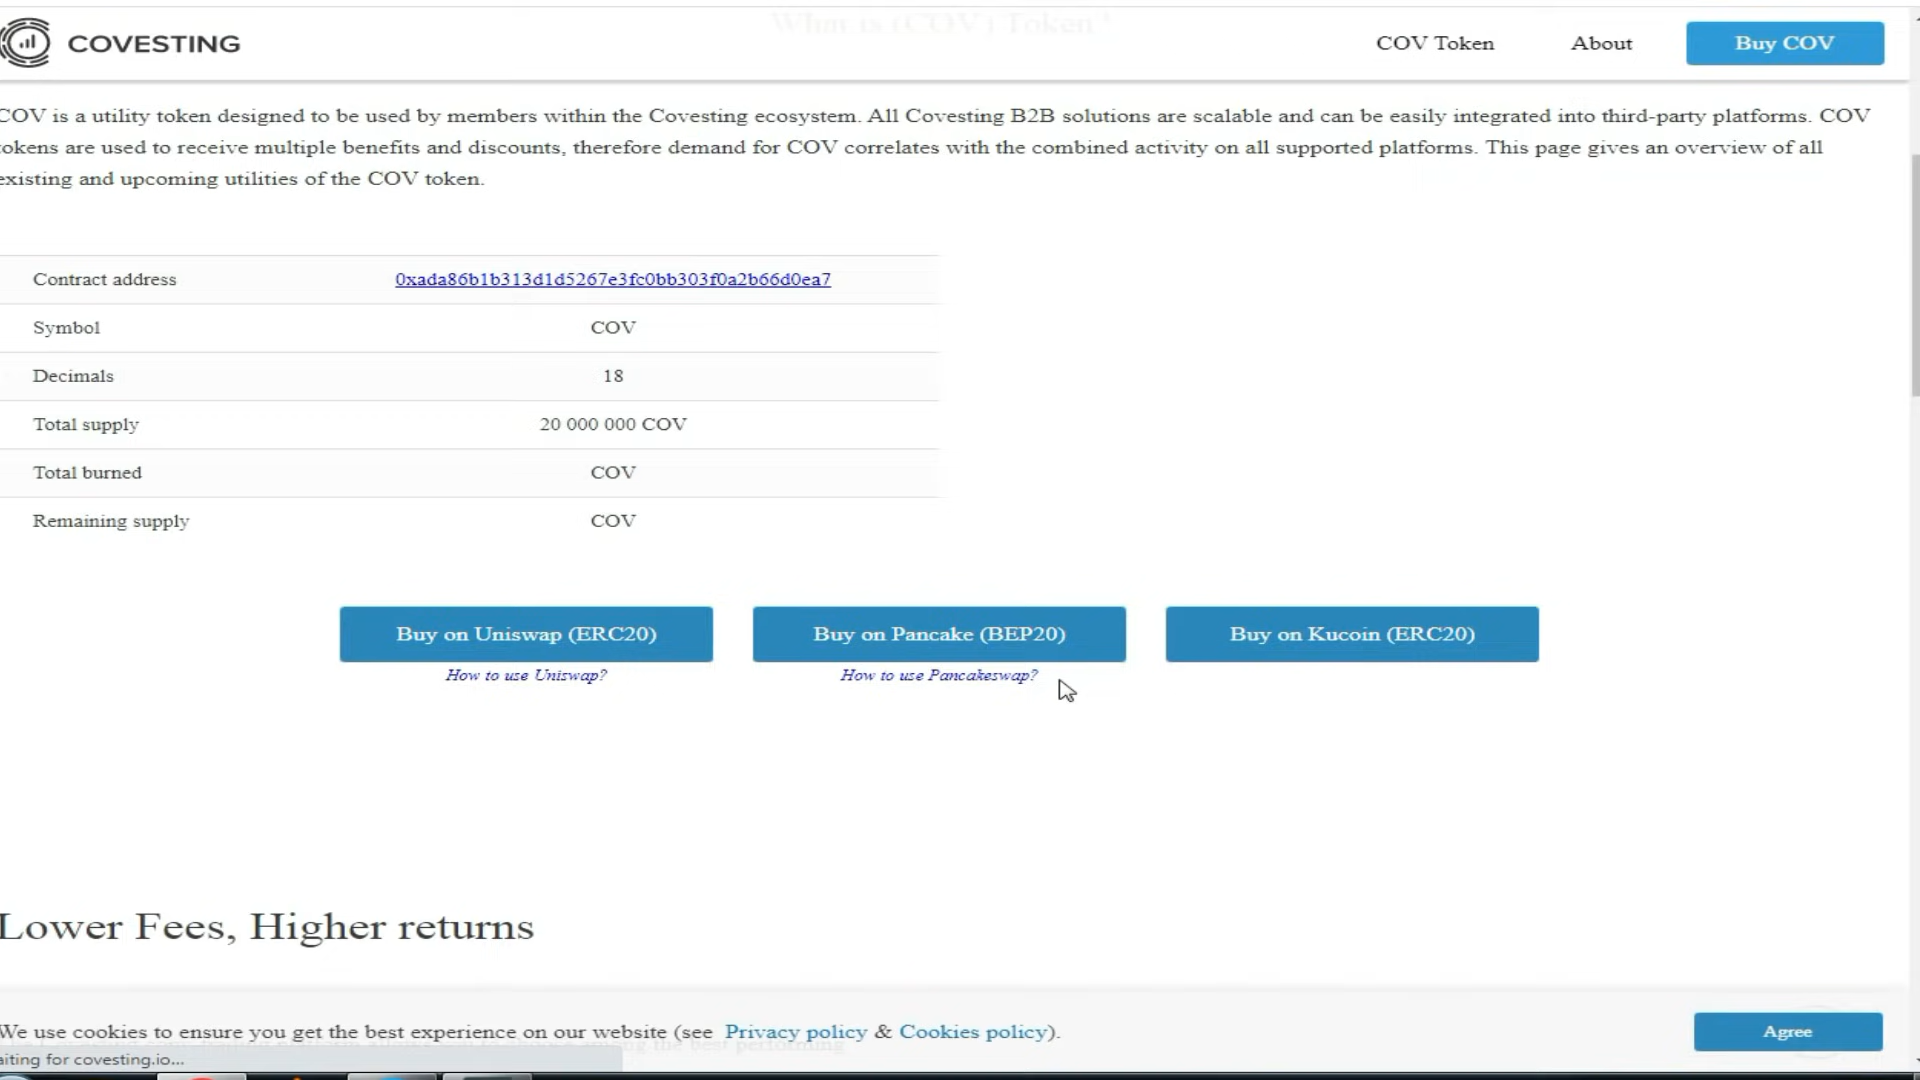 What is (COV) Token?
COVESTING
COV Token
About
Buy COV
COV is a utility token designed to be used by members within the Covesting ecosystem. All Covesting B2B solutions are scalable and can be easily integrated into third-party platforms. COV
tokens are used to receive multiple benefits and discounts, therefore demand for COV correlates with the combined activity on all supported platforms. This page gives an overview of all
existing and upcoming utilities of the COV token.
Contract address 0xada86b1b313d1d5267e3fc0bb303f0a2b66d0ea7
Symbol COV
Decimals 18
Total supply 20 000 000 COV
Total burned COV
Remaining supply COV
Buy on Uniswap (ERC20)
How to use Uniswap?
Buy on Pancake (BEP20)
How to use Pancakeswap?
Buy on Kucoin (ERC20)
Lower Fees, Higher returns
We use cookies to ensure you get the best experience on our website (see Privacy policy & Cookies policy).
Agree
aiting for covesting.io...